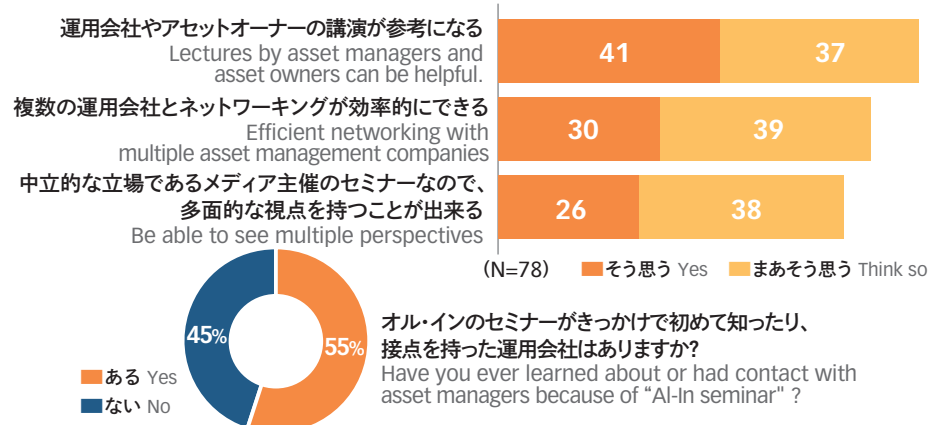 運用会社やアセットオーナーの講演が参考になる
Lectures by asset managers and
asset owners can be helpful.
41
37
複数の運用会社とネットワーキングが効率的にできる
Efficient networking with
multiple asset management companies
30
39
中立的な立場であるメディア主催のセミナーなので、
多面的な視点を持つことが出来る
Be able to see multiple perspectives
26
38
(N=78)
そう思う Yes
まあそう思う Think so
45%
55%
ある Yes
ない No
オル・インのセミナーがきっかけで初めて知ったり、
接点を持った運用会社はありますか?
Have you ever learned about or had contact with
asset managers because of “Al-In seminar" ?